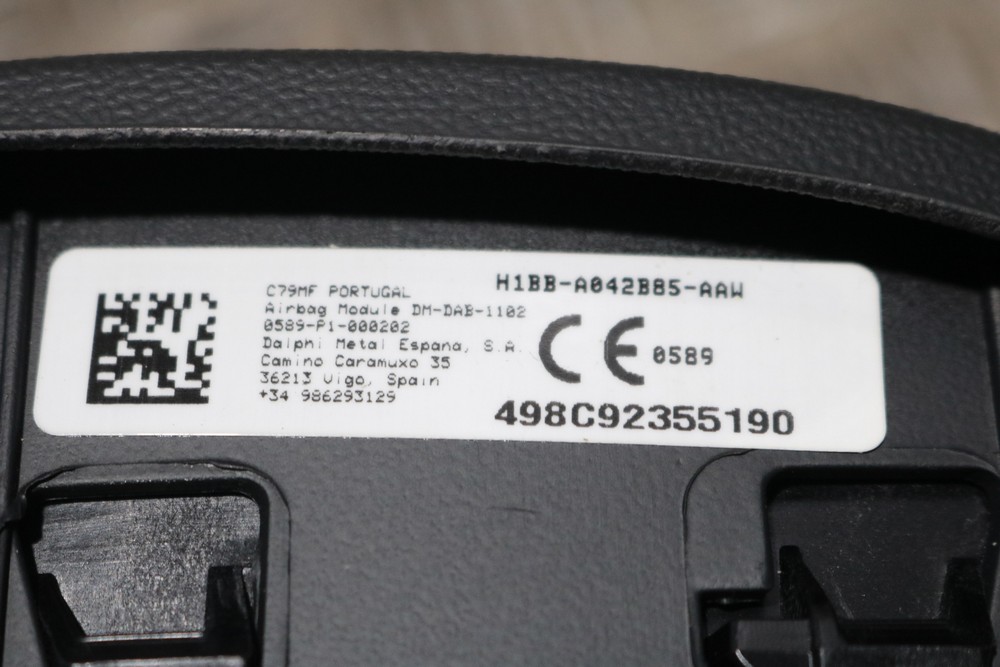 C79MF PORTUGAL
Airbag Module DM-DAB-1102
0589-P1-000202
Dalphi Metal Espana, S.A.
Camino Caramuxo 35
36213 Vigo, Spain
+34 986293129
H1BB-A042B85-AAW
CE 0589
498C92355190